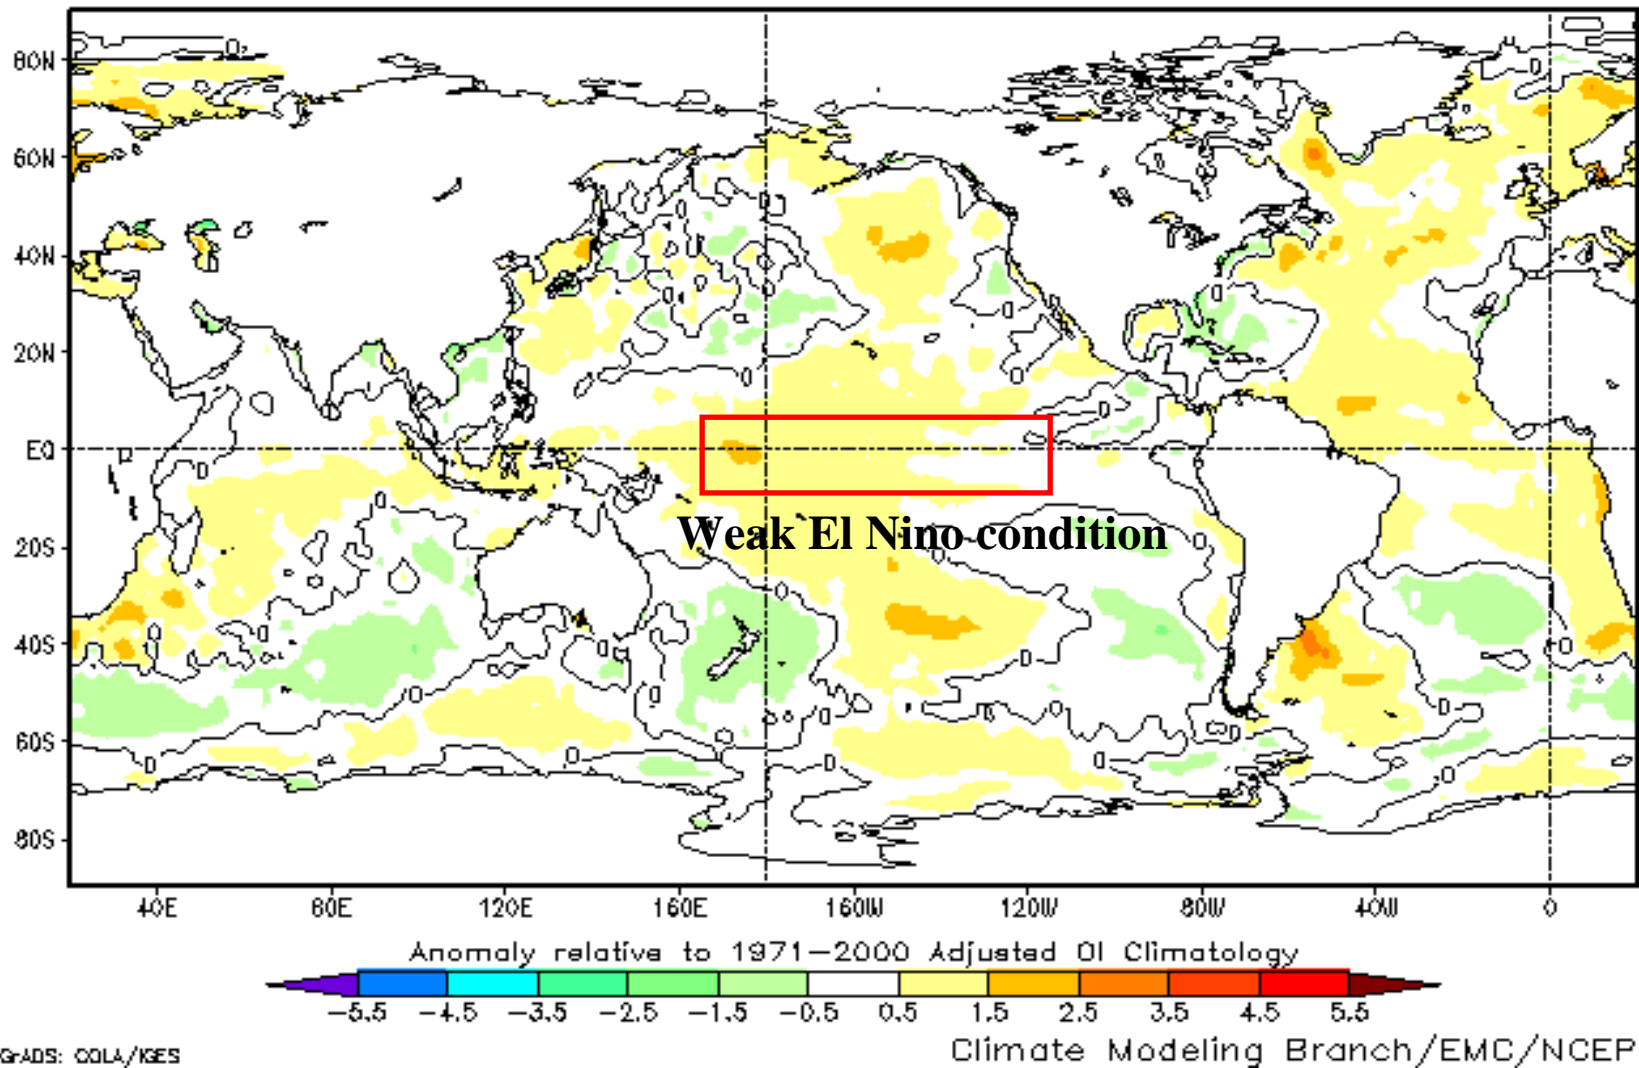 80N
60N
40N
20N
EQ
20S
40S
60S
80S
Weak El Nino condition
40E 80E 120E 160E 160W 120W 80W 40W 0
Anomaly relative to 1971-2000 Adjusted OI Climatology
-5.5 -4.5 -3.5 -2.5 -1.5 -0.5 0.5 1.5 2.5 3.5 4.5 5.5
GrADS: COLA/IGES
Climate Modeling Branch/EMC/NCEP